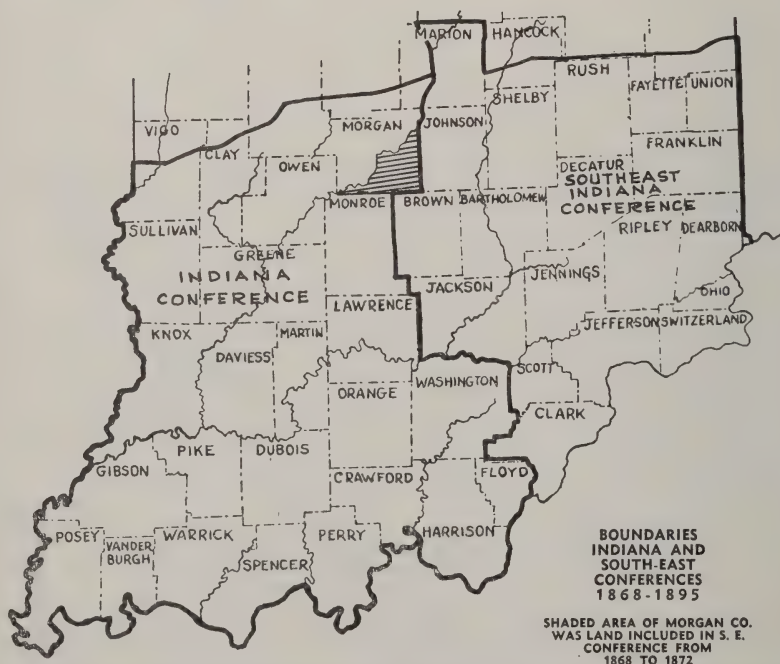 MARION
HANCOCK
RUSH
SHELBY
FAYETTE
UNION
VIGO
CLAY
MORGAN
JOHNSON
OWEN
FRANKLIN
DECATUR
SOUTHEAST
INDIANA
CONFERENCE
MONROE
BROWN
BARTHOLOMEW
SULLIVAN
RIPLEY
DEARBORN
GREENE
INDIANA
CONFERENCE
JENNINGS
JACKSON
OHIO
LAWRENCE
KNOX
MARTIN
DAVIESS
JEFFERSON
SWITZERLAND
SCOTT
WASHINGTON
ORANGE
CLARK
PIKE
DUBOIS
GIBSON
CRAWFORD
FLOYD
POSEY
VANDER
BURGH
WARRICK
SPENCER
PERRY
HARRISON
BOUNDARIES
INDIANA AND
SOUTH-EAST
CONFERENCES
1868-1895
SHADED AREA OF MORGAN CO.
WAS LAND INCLUDED IN S. E.
CONFERENCE FROM
1868 TO 1872